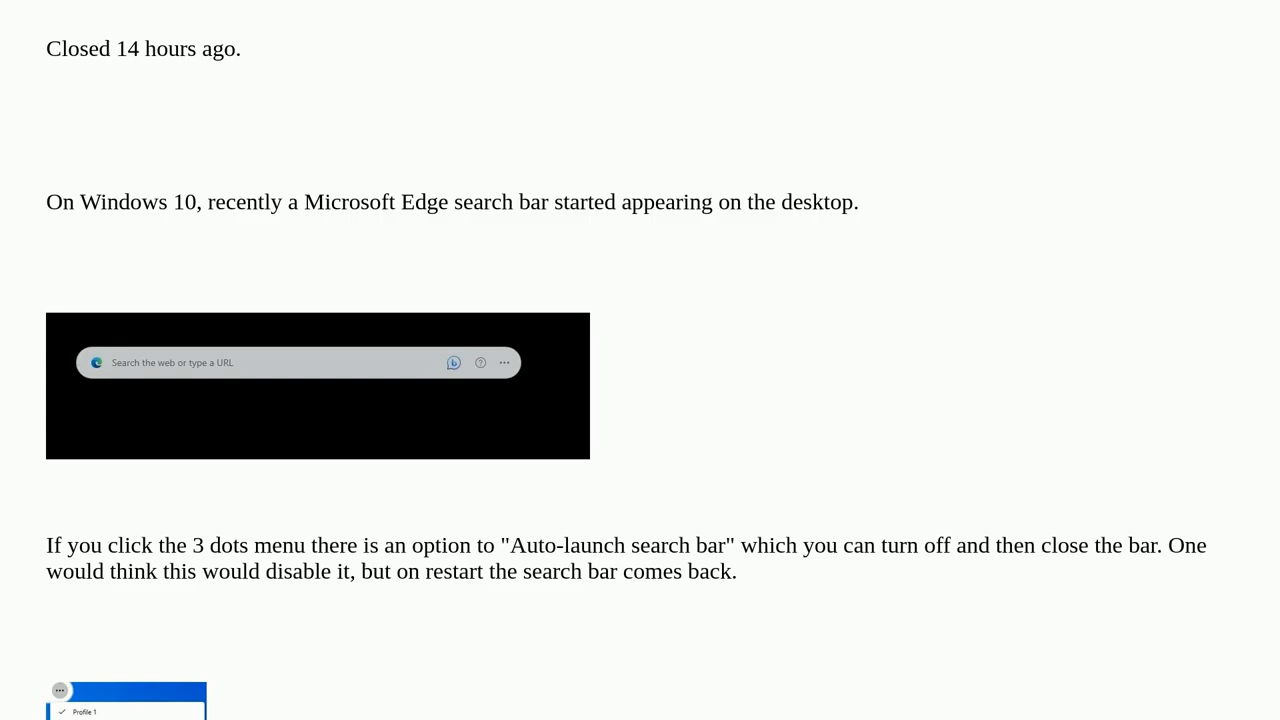 Closed 14 hours ago.
On Windows 10, recently a Microsoft Edge search bar started appearing on the desktop.
Search the web or type a URL
If you click the 3 dots menu there is an option to "Auto-launch search bar" which you can turn off and then close the bar. One
would think this would disable it, but on restart the search bar comes back.
Profile 1